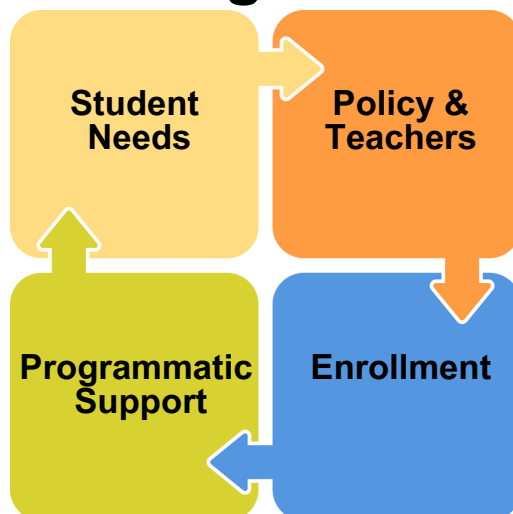 Student
Needs
Policy &
Teachers
Programmatic
Support
Enrollment